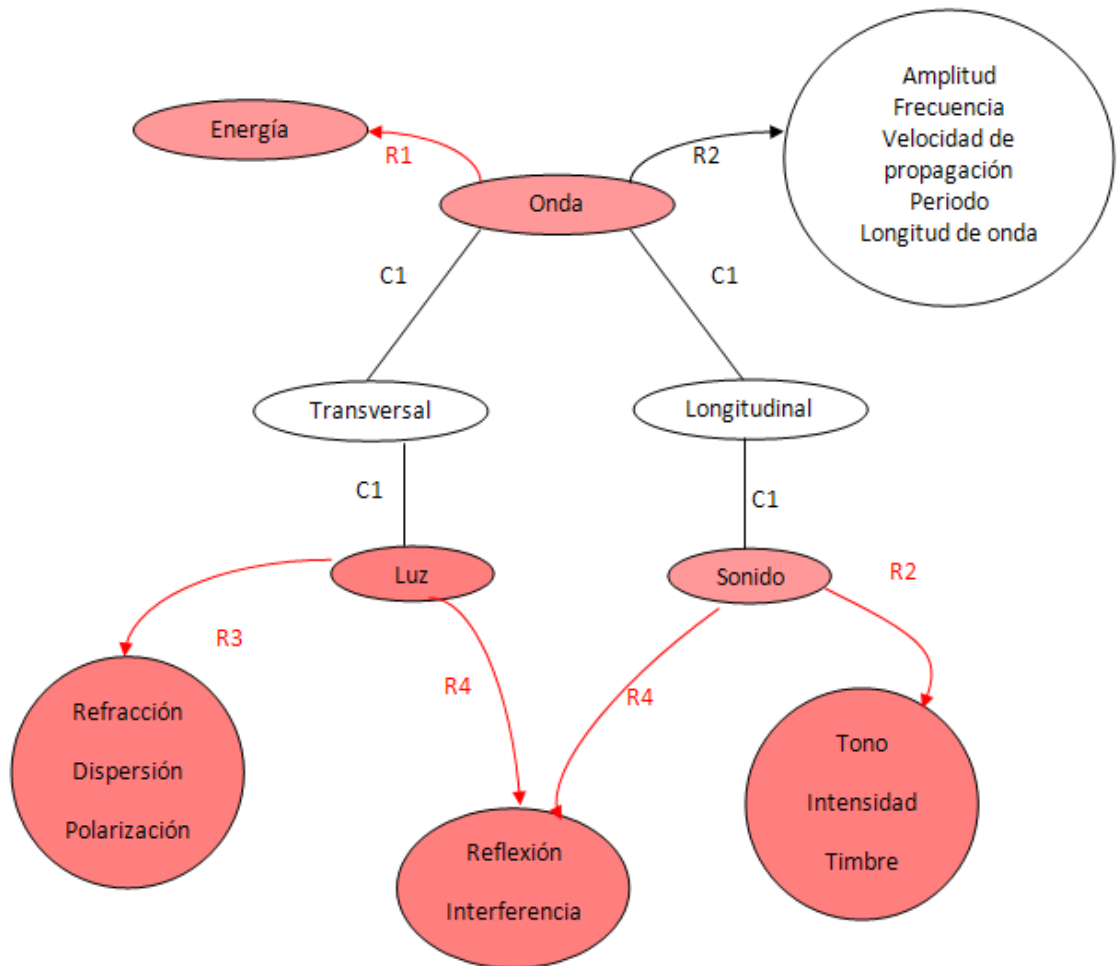 Amplitud
Frecuencia
Velocidad de
propagación
Periodo
Longitud de onda
Energía
R1
R2
Onda
C1
C1
Transversal
Longitudinal
C1
C1
Luz
Sonido
R2
R3
R4
R4
Refracción
Dispersión
Polarización
Tono
Intensidad
Timbre
Reflexión
Interferencia